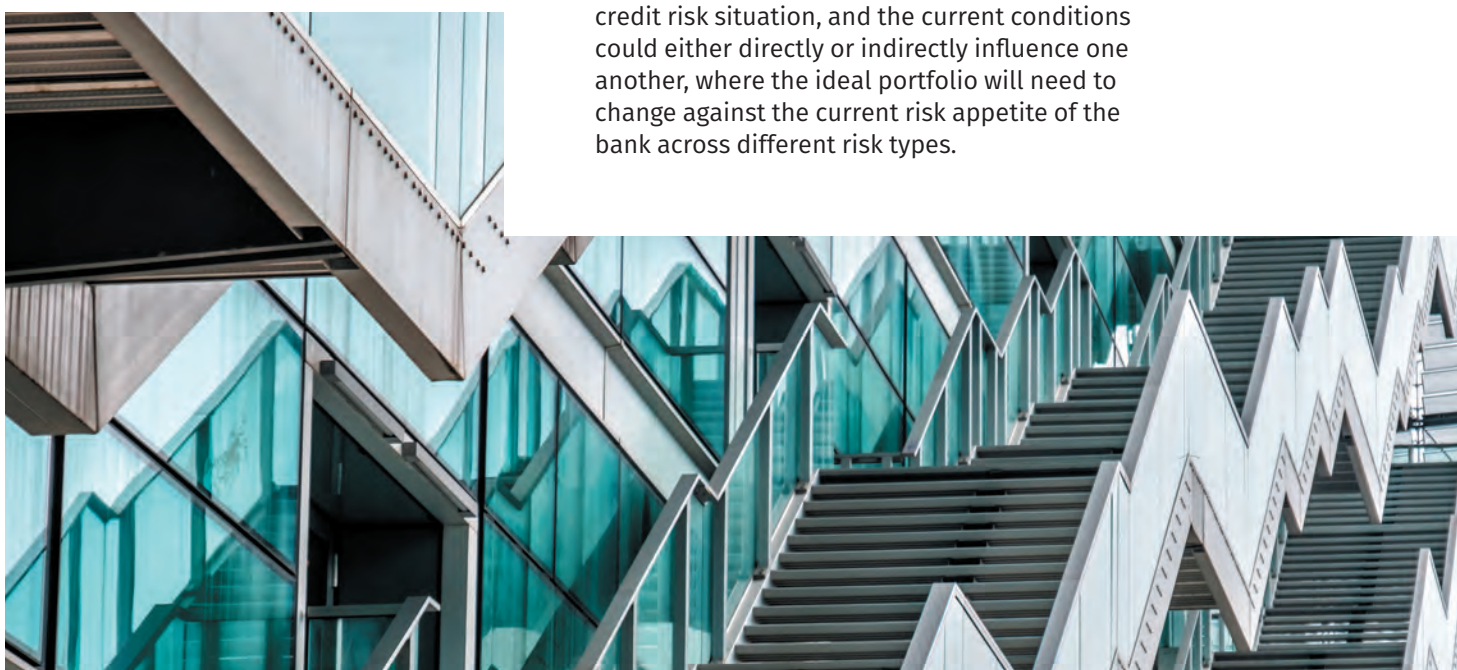 credit risk situation, and the current conditions
could either directly or indirectly influence one
another, where the ideal portfolio will need to
change against the current risk appetite of the
bank across different risk types.